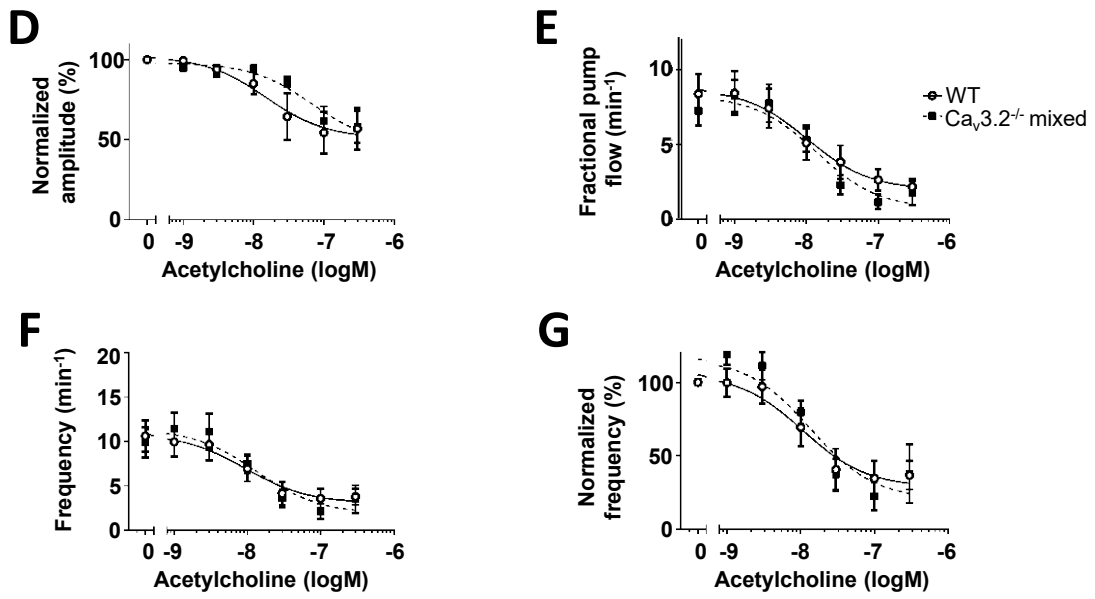 D
Normalized
amplitude (%)
100
50
0
0 -9 -8 -7 -6
Acetylcholine (logM)
E
Fractional pump
flow (min-1)
10
5
0
0 -9 -8 -7 -6
Acetylcholine (logM)
WT
Cav3.2-/- mixed
F
Frequency (min-1)
20
15
10
5
0
0 -9 -8 -7 -6
Acetylcholine (logM)
G
Normalized
frequency (%)
100
50
0
0 -9 -8 -7 -6
Acetylcholine (logM)